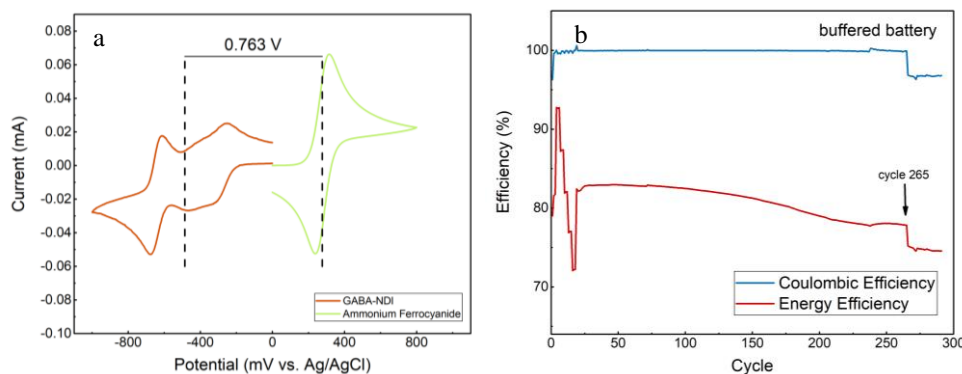 a
0.763 V
Current (mA)
0.10
0.08
0.06
0.04
0.02
0.00
-0.02
-0.04
-0.06
-0.08
-0.10
-800
-400
0
400
800
Potential (mV vs. Ag/AgCl)
GABA-NDI
Ammonium Ferrocyanide
b
buffered battery
Efficiency (%)
100
90
80
70
cycle 265
Coulombic Efficiency
Energy Efficiency
0
50
100
150
200
250
300
Cycle